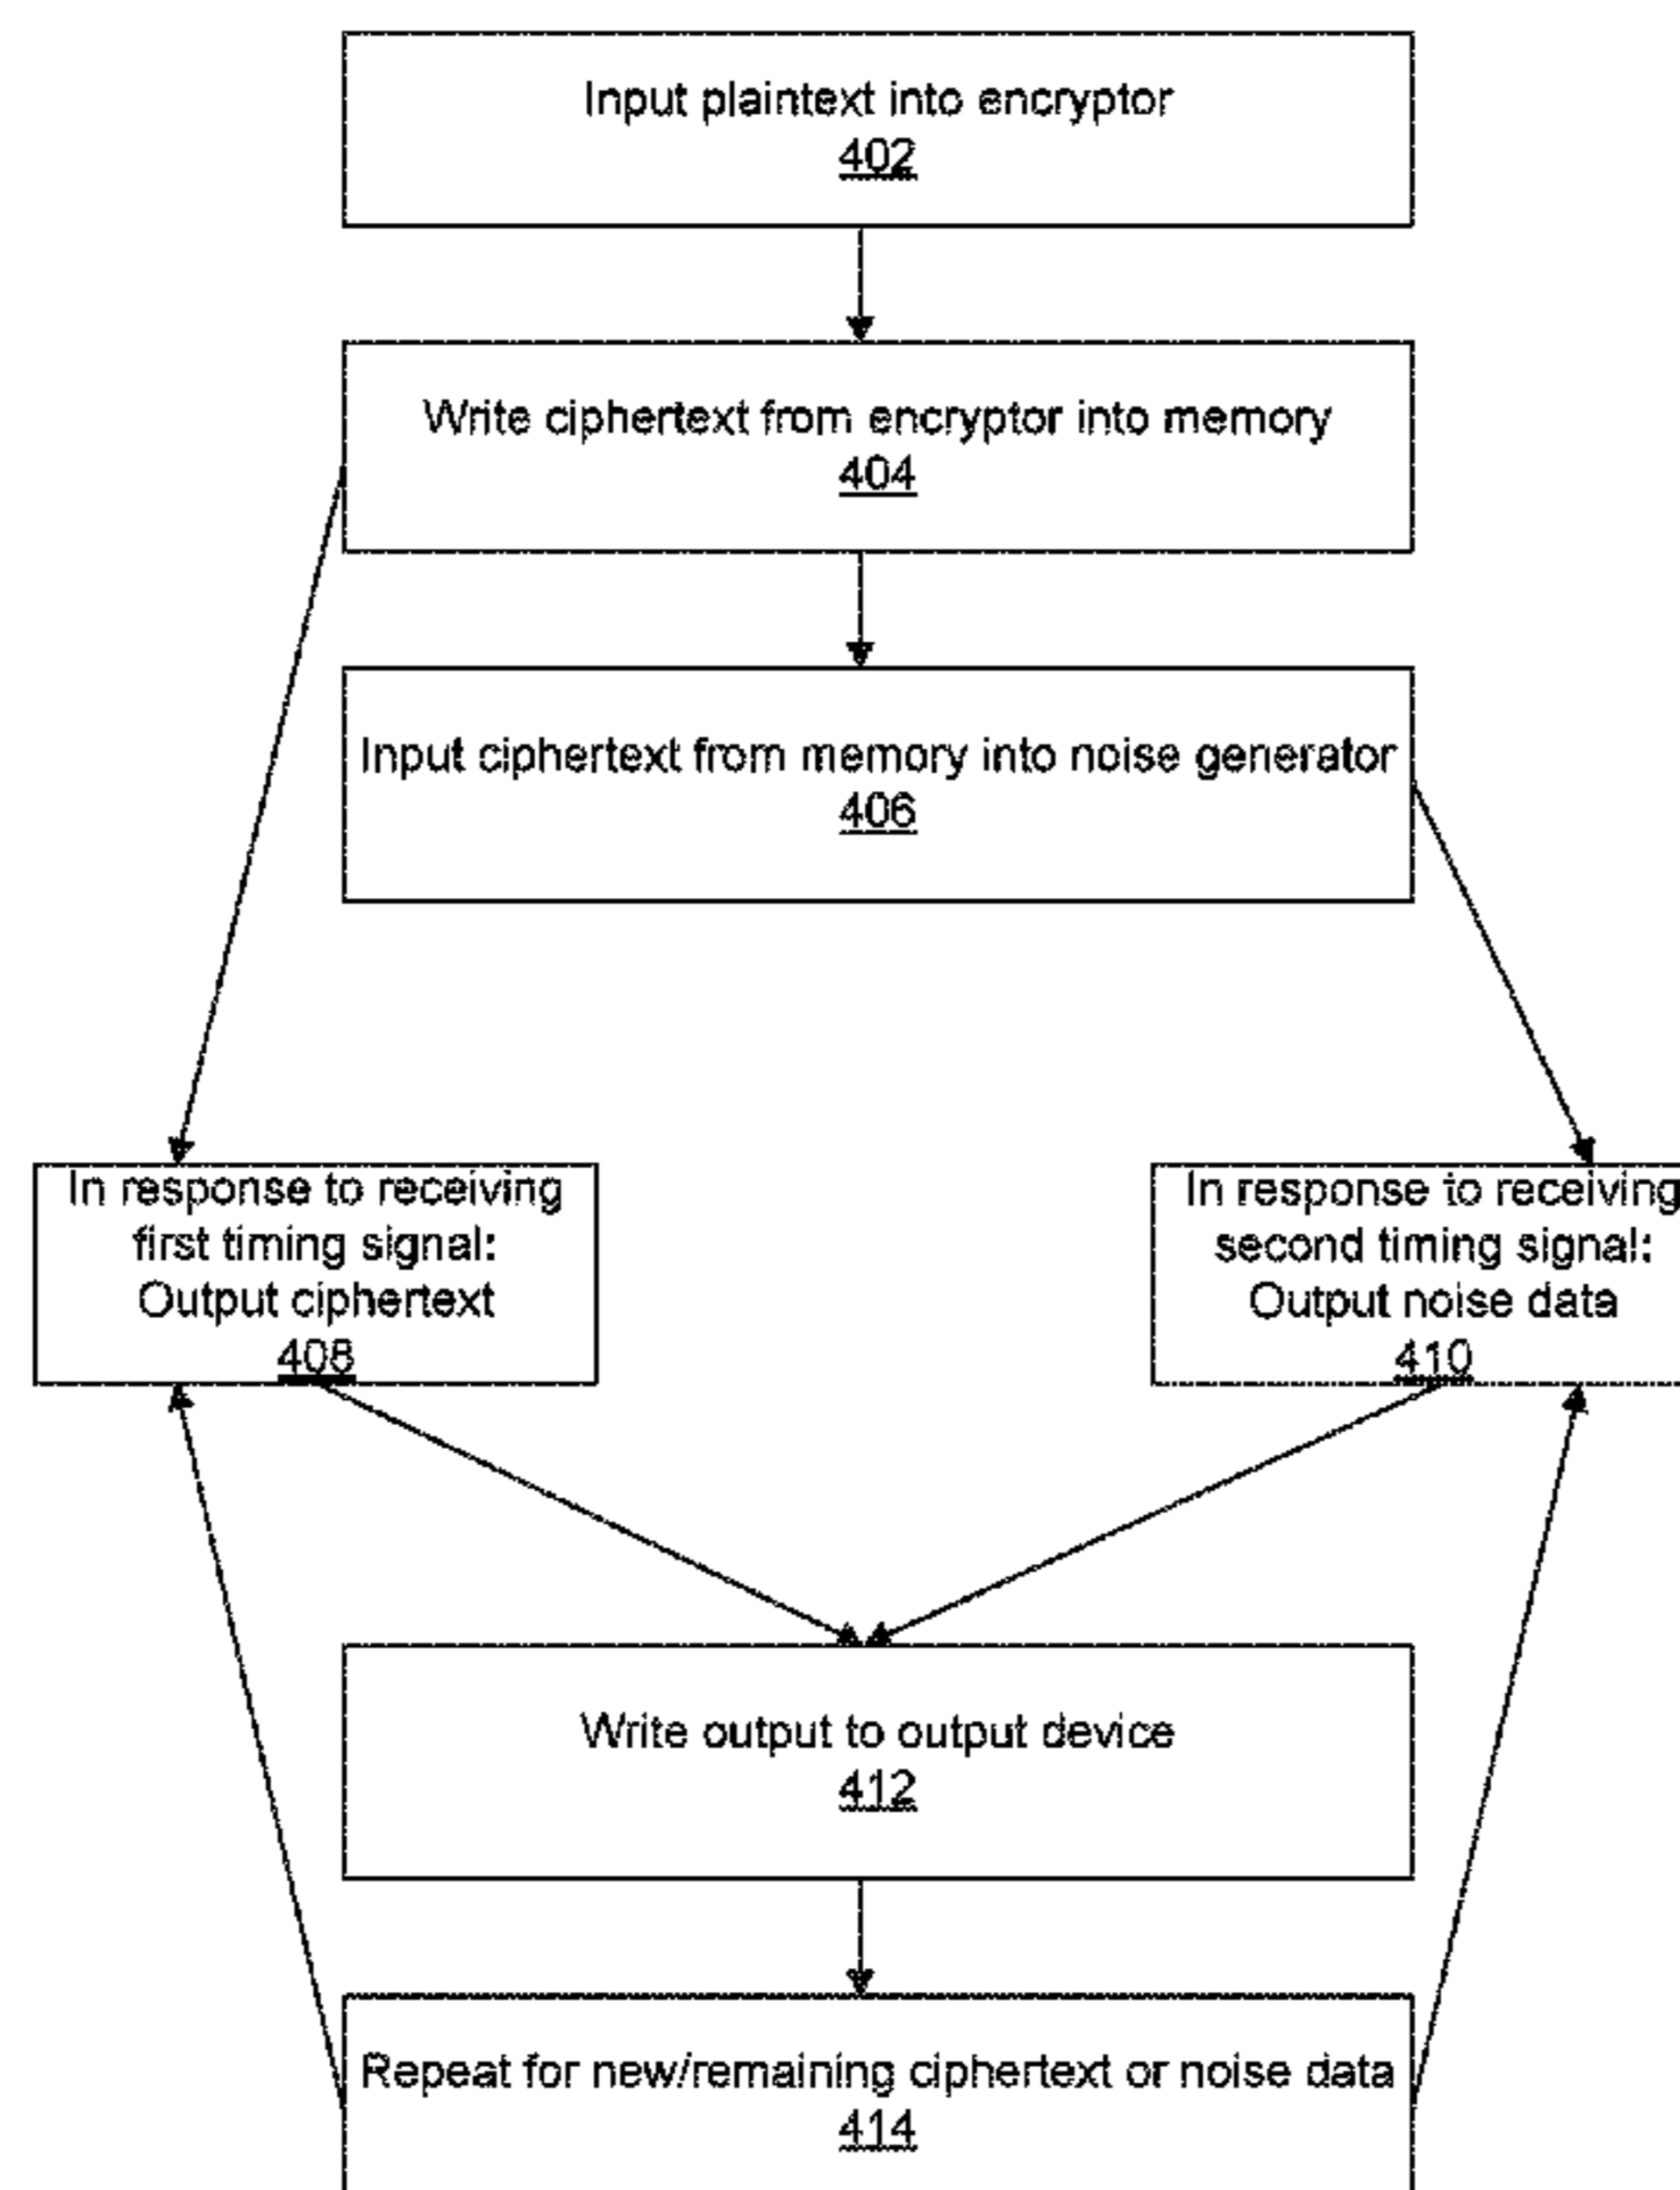 Input plaintext into encryptor
402
Write ciphertext from encryptor into memory
404
Input ciphertext from memory into noise generator
406
In response to receiving
first timing signal:
Output ciphertext
408
In response to receiving
second timing signal:
Output noise data
410
Write output to output device
412
Repeat for new/remaining ciphertext or noise data
414